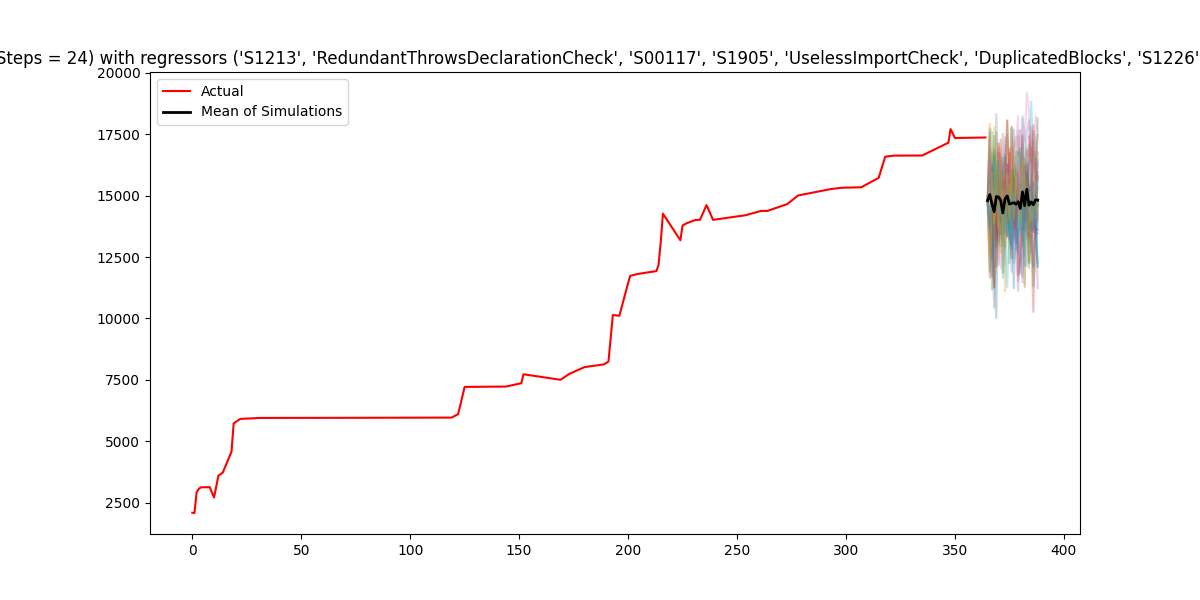 Steps = 24) with regressors ('S1213', 'RedundantThrowsDeclarationCheck', 'S00117', 'S1905', 'UselessImportCheck', 'DuplicatedBlocks', 'S1226'
20000
17500
15000
12500
10000
7500
5000
2500
Actual
Mean of Simulations
0 50 100 150 200 250 300 350 400